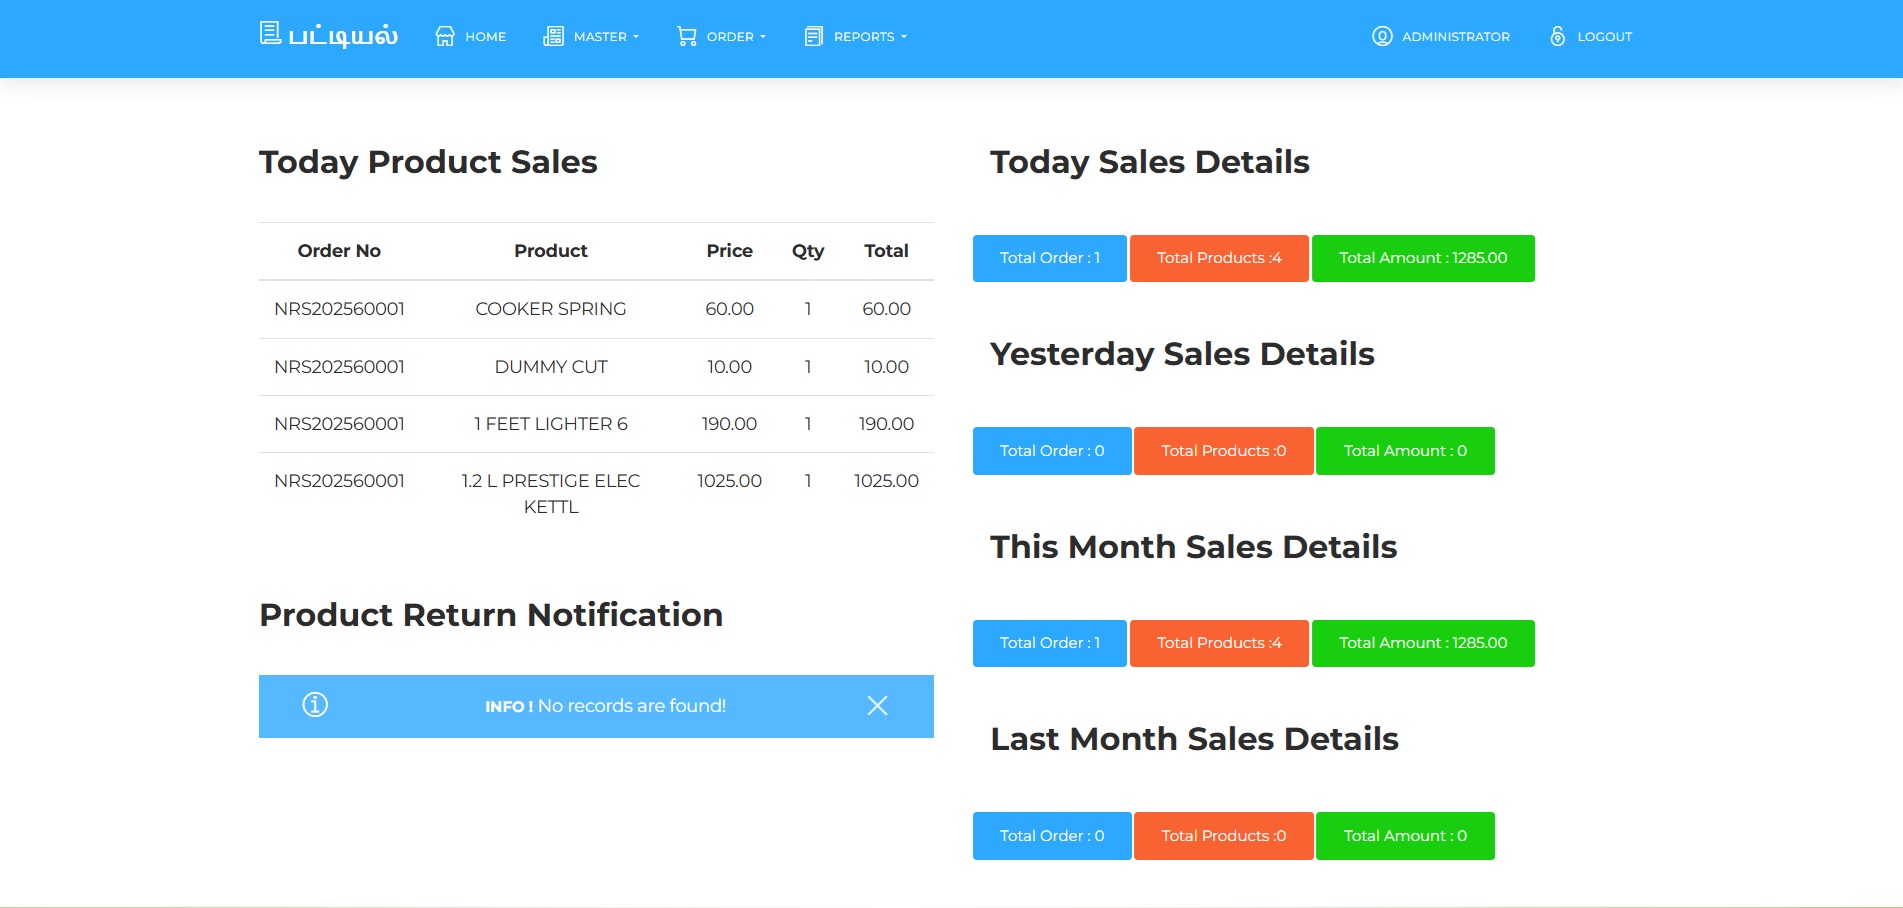 பட்டியல் HOME MASTER ORDER REPORTS ADMINISTRATOR LOGOUT
Today Product Sales
Order No Product Price Qty Total
NRS202560001 COOKER SPRING 60.00 1 60.00
NRS202560001 DUMMY CUT 10.00 1 10.00
NRS202560001 1 FEET LIGHTER 6 190.00 1 190.00
NRS202560001 1.2 L PRESTIGE ELEC 1025.00 1 1025.00
KETTL
Product Return Notification
INFO ! No records are found!
Today Sales Details
Total Order : 1 Total Products :4 Total Amount : 1285.00
Yesterday Sales Details
Total Order : 0 Total Products :0 Total Amount : 0
This Month Sales Details
Total Order : 1 Total Products :4 Total Amount : 1285.00
Last Month Sales Details
Total Order : 0 Total Products :0 Total Amount : 0